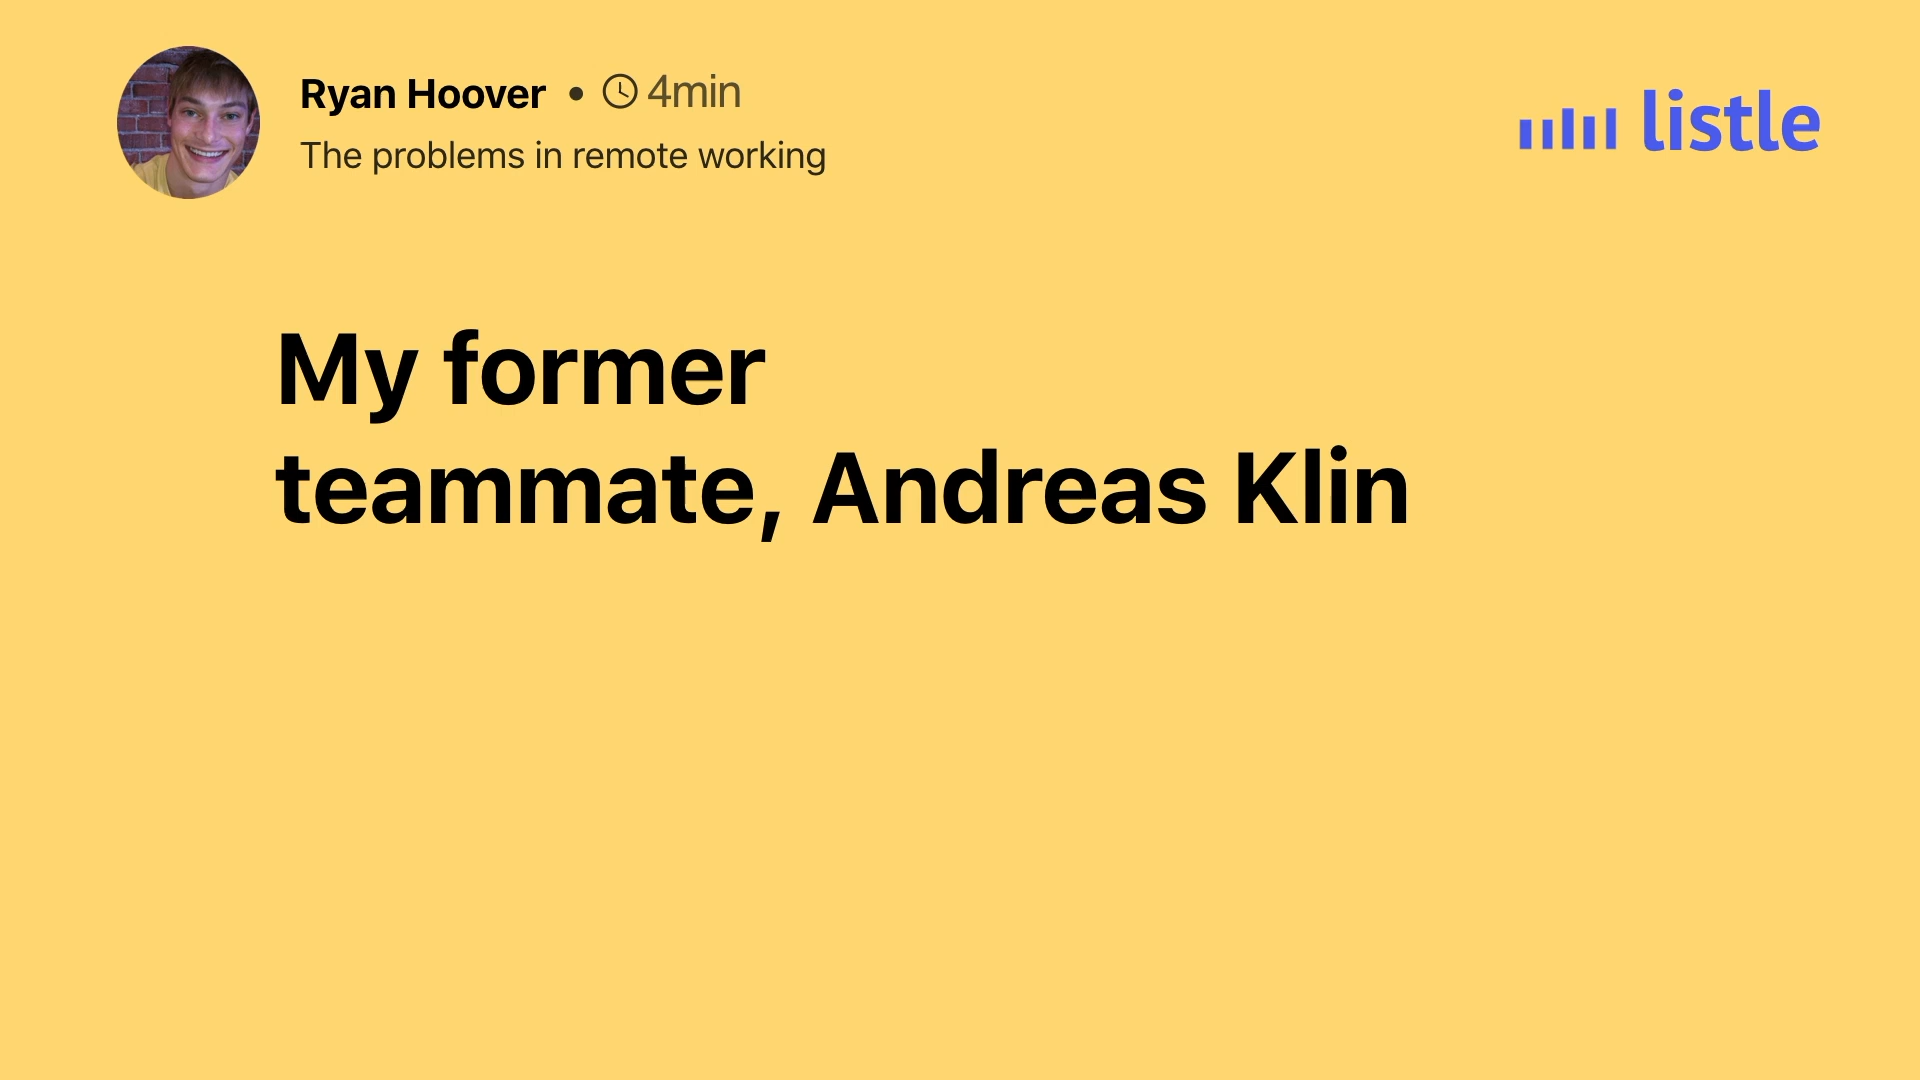 Ryan Hoover • 4min
The problems in remote working
listle
My former
teammate, Andreas Klin